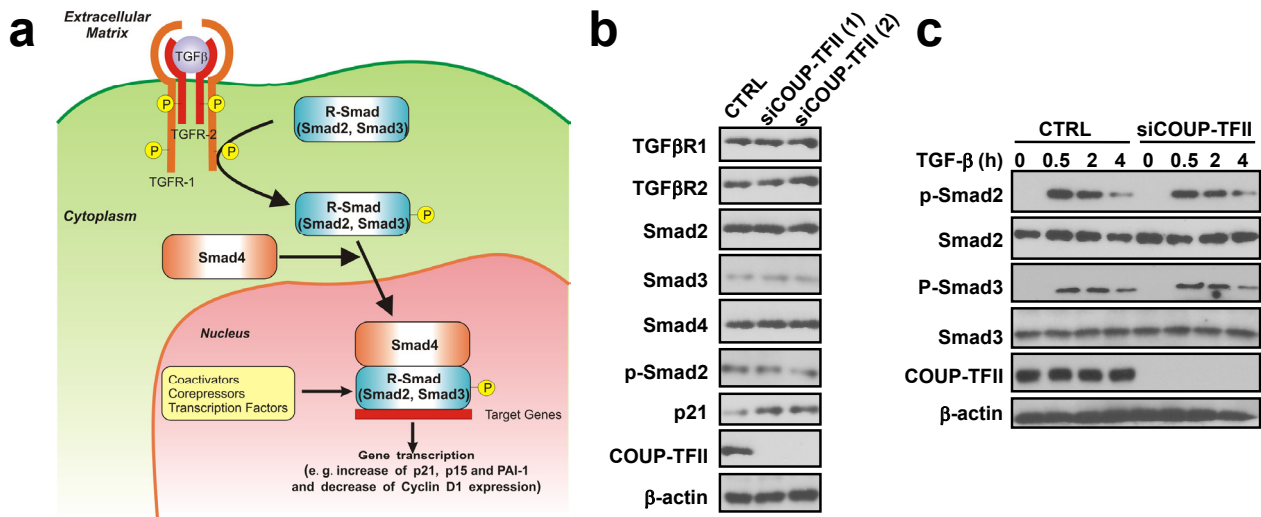 a
Extracellular
Matrix
TGFβ
P
P
TGFR-2
P
P
TGFR-1
R-Smad
(Smad2, Smad3)
Cytoplasm
R-Smad
(Smad2, Smad3)
P
Smad4
Nucleus
Smad4
Coactivators
Corepressors
Transcription Factors
R-Smad
(Smad2, Smad3)
P
Target Genes
Gene transcription
(e. g. increase of p21, p15 and PAI-1
and decrease of Cyclin D1 expression)
b
CTRL
siCOUP-TFII (1)
siCOUP-TFII (2)
TGFβR1
TGFβR2
Smad2
Smad3
Smad4
p-Smad2
p21
COUP-TFII
β-actin
c
CTRL siCOUP-TFII
TGF-β (h) 0 0.5 2 4 0 0.5 2 4
p-Smad2
Smad2
P-Smad3
Smad3
COUP-TFII
β-actin